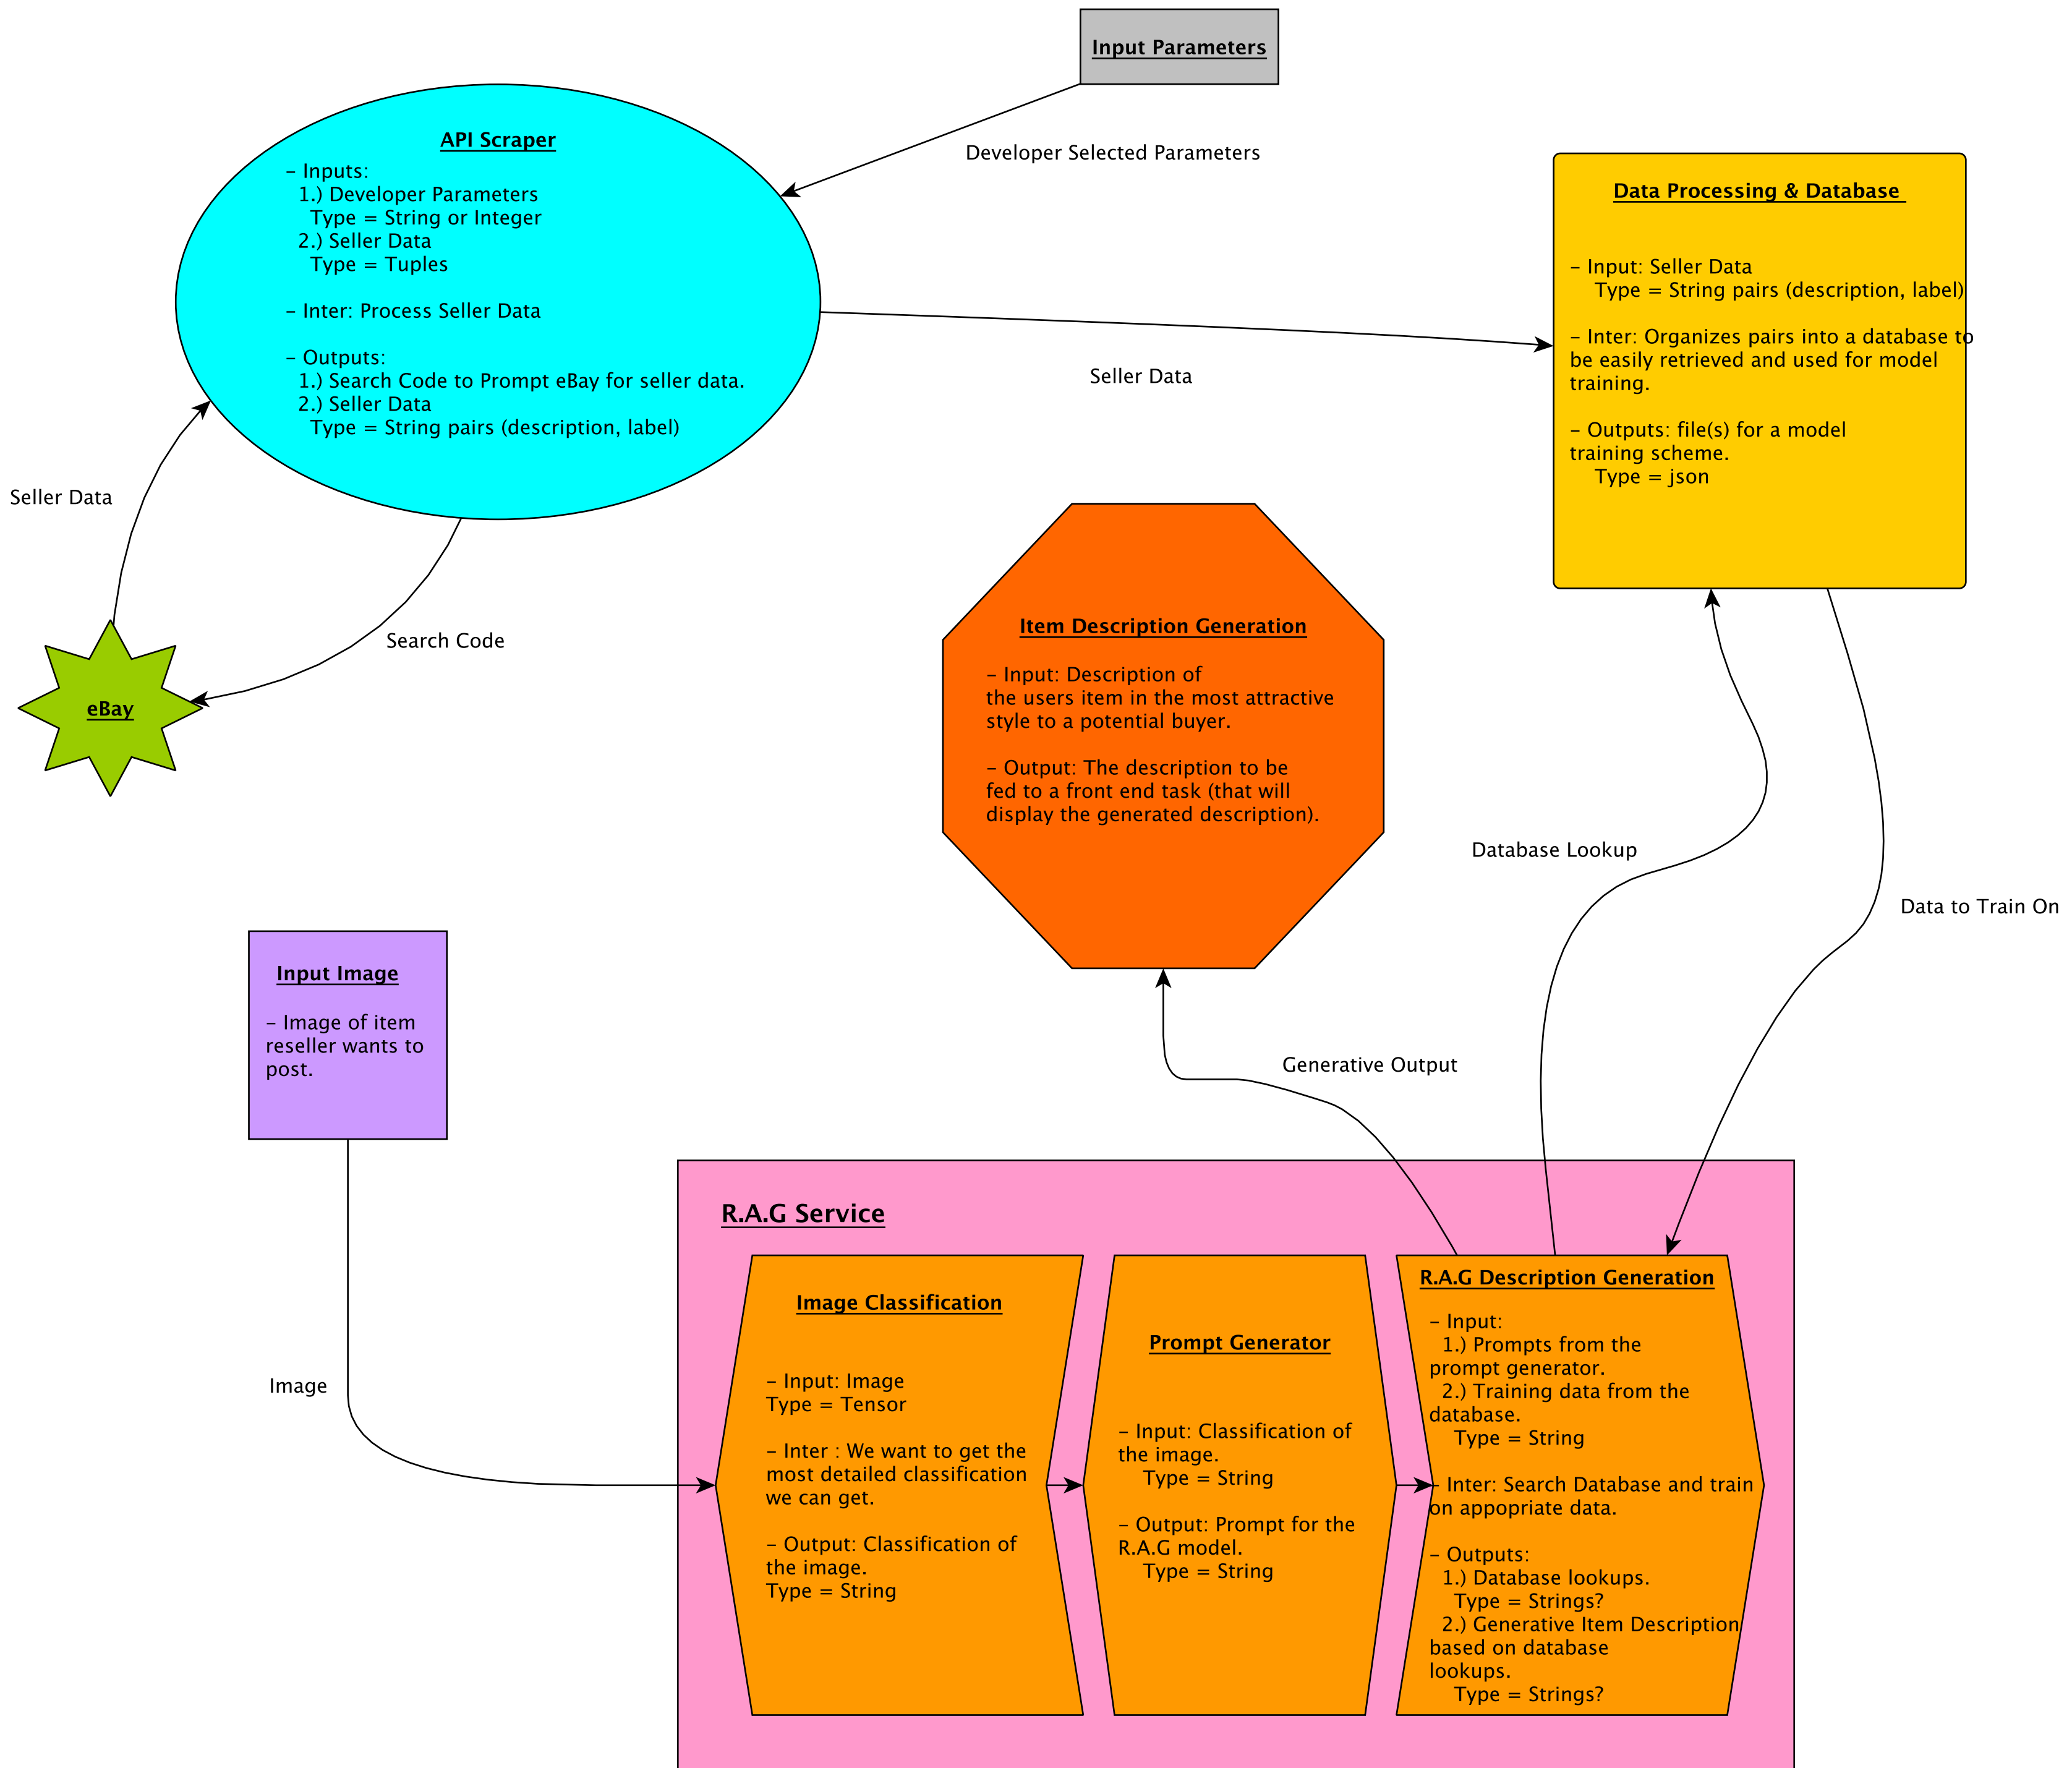 Input Parameters
Developer Selected Parameters
API Scraper
- Inputs:
1.) Developer Parameters
Type = String or Integer
2.) Seller Data
Type = Tuples
- Inter: Process Seller Data
- Outputs:
1.) Search Code to Prompt eBay for seller data.
2.) Seller Data
Type = String pairs (description, label)
Seller Data
Data Processing & Database
- Input: Seller Data
Type = String pairs (description, label)
- Inter: Organizes pairs into a database to
be easily retrieved and used for model
training.
- Outputs: file(s) for a model
training scheme.
Type = json
Seller Data
Search Code
eBay
Item Description Generation
- Input: Description of
the users item in the most attractive
style to a potential buyer.
- Output: The description to be
fed to a front end task (that will
display the generated description).
Database Lookup
Data to Train On
Input Image
- Image of item
reseller wants to
post.
Generative Output
Image
R.A.G Service
Image Classification
- Input: Image
Type = Tensor
- Inter : We want to get the
most detailed classification
we can get.
- Output: Classification of
the image.
Type = String
Prompt Generator
- Input: Classification of
the image.
Type = String
- Output: Prompt for the
R.A.G model.
Type = String
R.A.G Description Generation
- Input:
1.) Prompts from the
prompt generator.
2.) Training data from the
database.
Type = String
- Inter: Search Database and train
on appopriate data.
- Outputs:
1.) Database lookups.
Type = Strings?
2.) Generative Item Description
based on database
lookups.
Type = Strings?